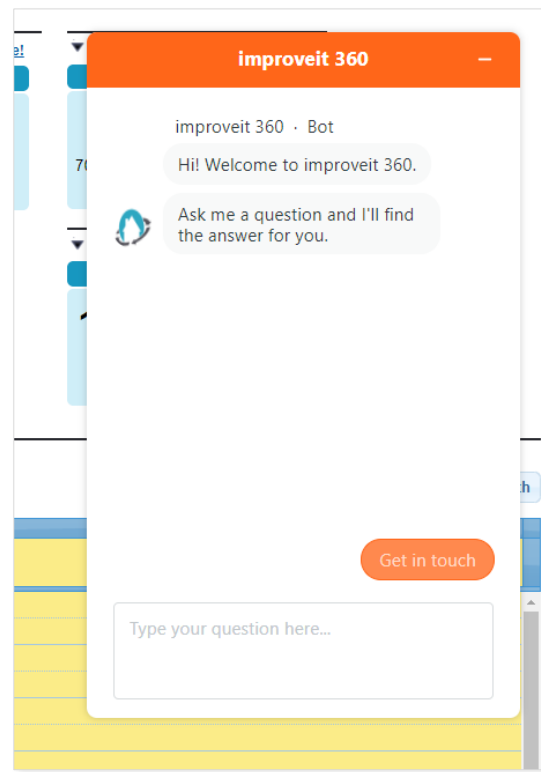 e!
improveit 360
improveit 360 · Bot
Hi! Welcome to improveit 360.
70
Ask me a question and I'll find
the answer for you.
Get in touch
Type your question here...